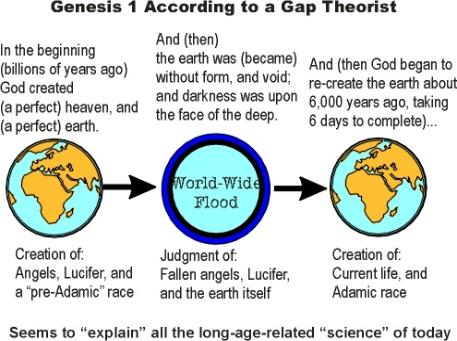 Genesis 1 According to a Gap Theorist
In the beginning
(billions of years ago)
God created
(a perfect) heaven, and
(a perfect) earth.
And (then)
the earth was (became)
without form, and void;
and darkness was upon
the face of the deep.
And (then God began to
re-create the earth about
6,000 years ago, taking
6 days to complete)...
World-Wide
Flood
Creation of:
Angels, Lucifer, and
a “pre-Adamic” race
Judgment of:
Fallen angels, Lucifer,
and the earth itself
Creation of:
Current life, and
Adamic race
Seems to “explain” all the long-age-related “science” of today